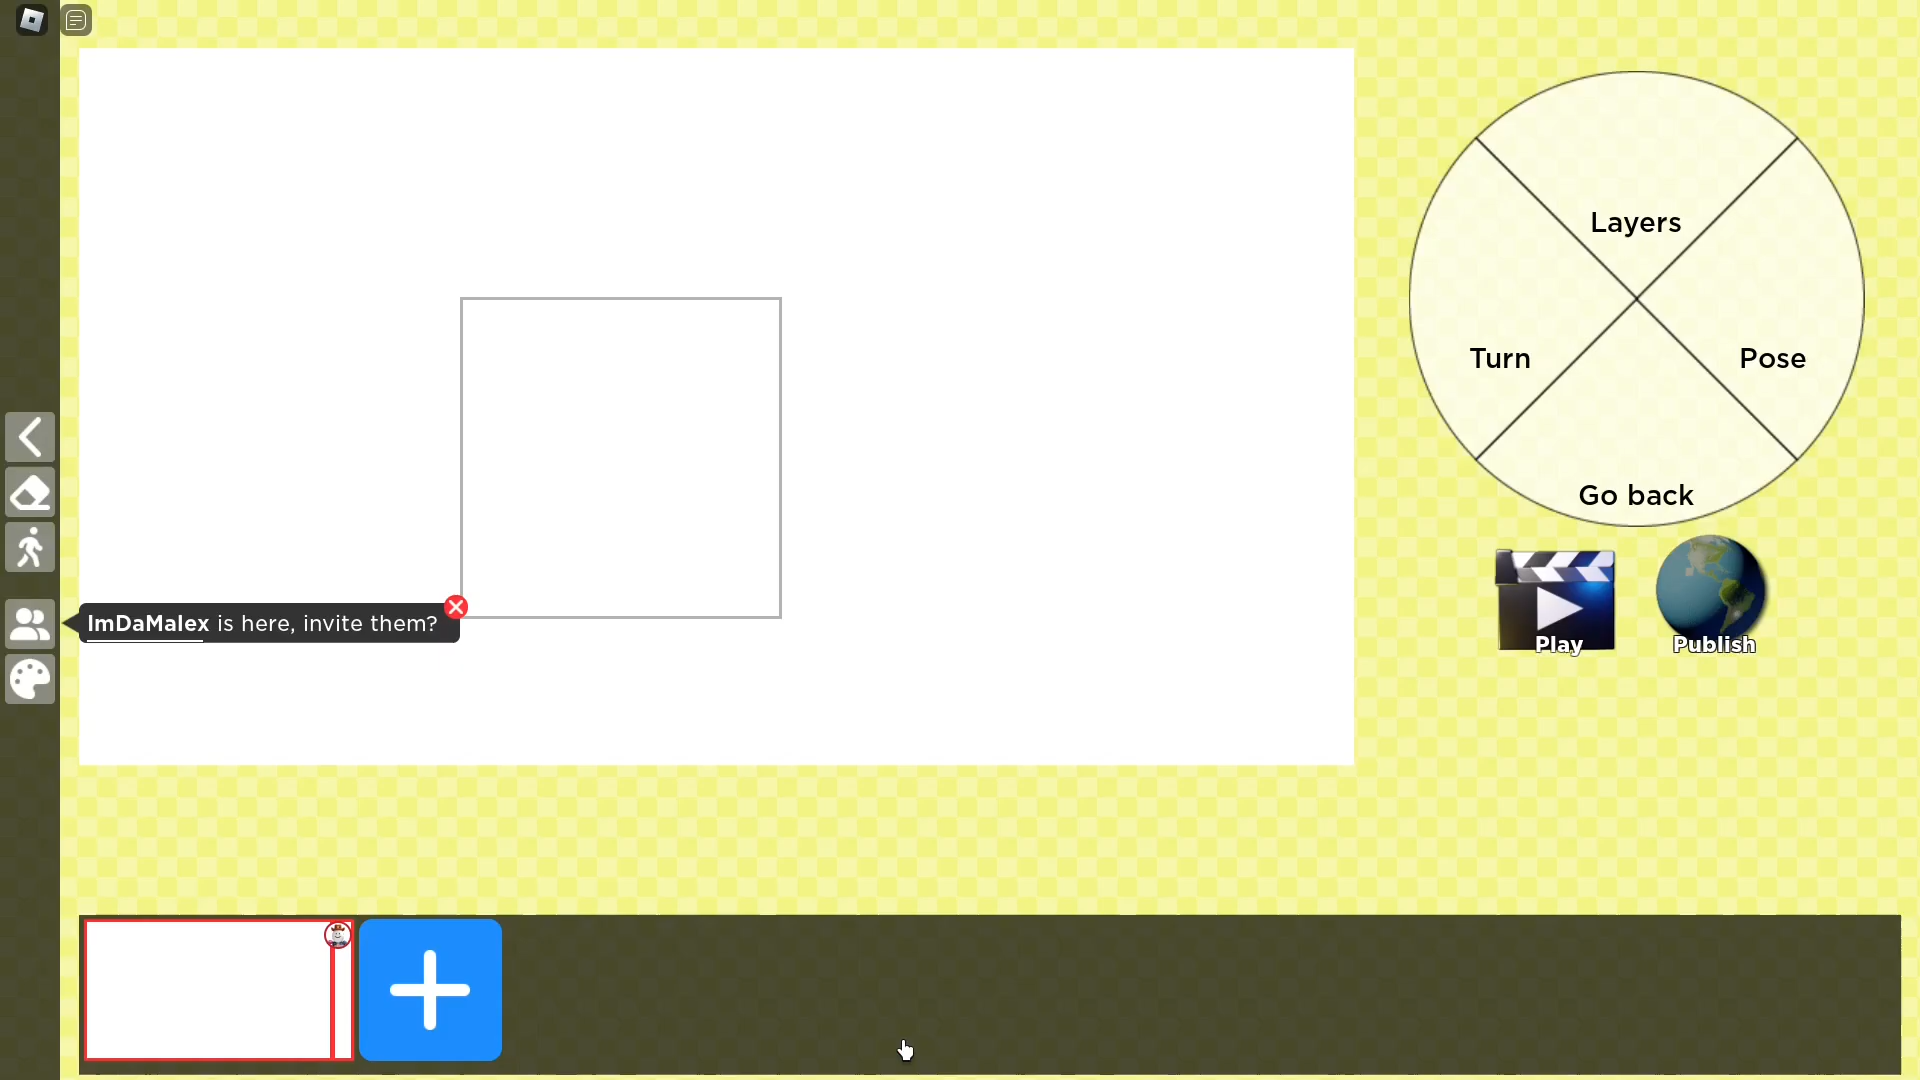 Layers
Turn
Pose
Go back
ImDaMalex is here, invite them?
Play
Publish